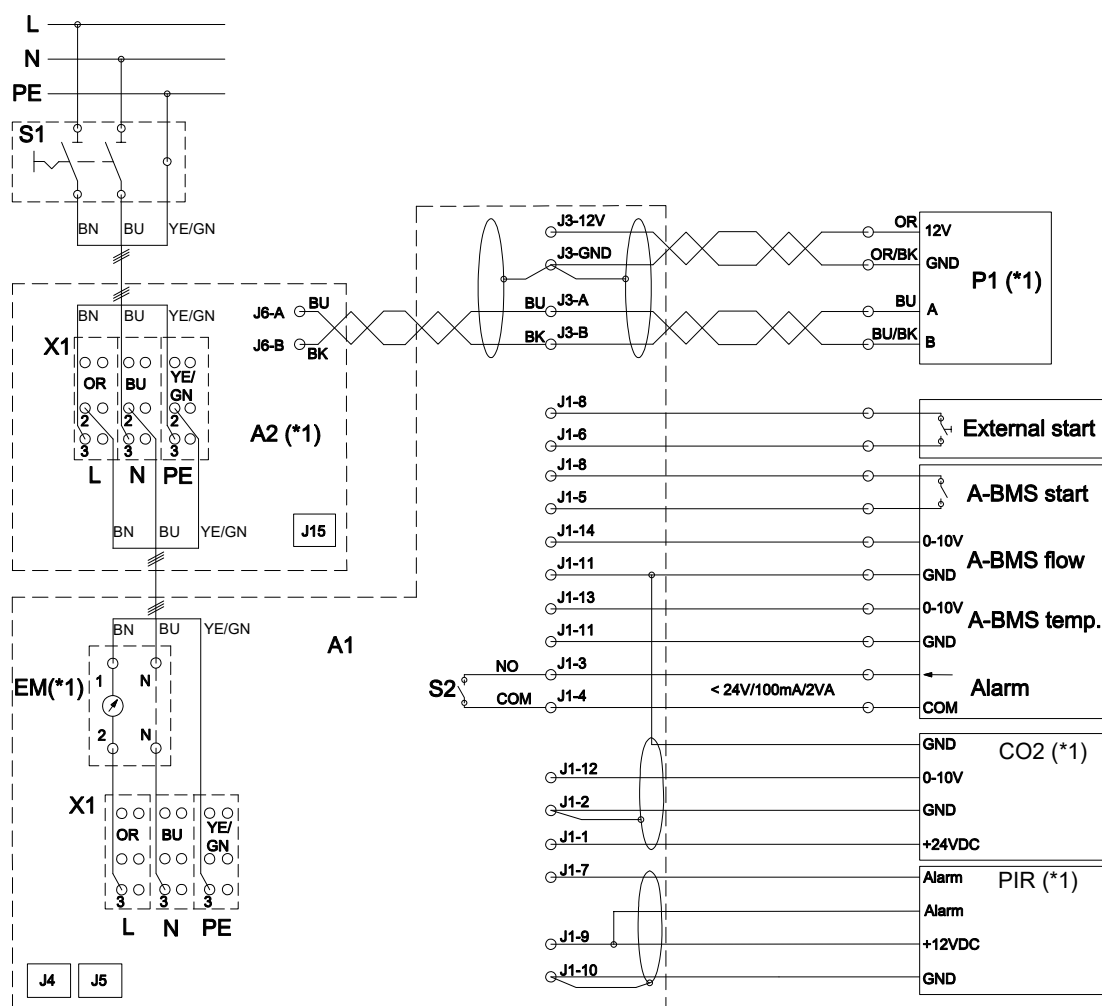 L
N
PE
S1
BN BU YE/GN
BN BU YE/GN
X1
OR BU YE/
GN
2 2 2
3 3 3
L N PE
A2 (*1)
BN BU YE/GN
J15
J6-A BU
J6-B BK
BN BU YE/GN
A1
EM(*1)
1 N
2 N
X1
OR BU YE/
GN
3 3 3
L N PE
J4 J5
J3-12V OR 12V
J3-GND OR/BK GND
P1 (*1)
BU J3-A BU A
BK J3-B BU/BK B
J1-8
External start
J1-6
J1-8
A-BMS start
J1-5
J1-14 0-10V
A-BMS flow
J1-11 GND
J1-13 0-10V
A-BMS temp.
J1-11 GND
S2
NO J1-3
Alarm
COM J1-4 < 24V/100mA/2VA COM
GND
CO2 (*1)
J1-12 0-10V
J1-2 GND
J1-1 +24VDC
J1-7 Alarm
PIR (*1)
Alarm
J1-9 +12VDC
J1-10 GND